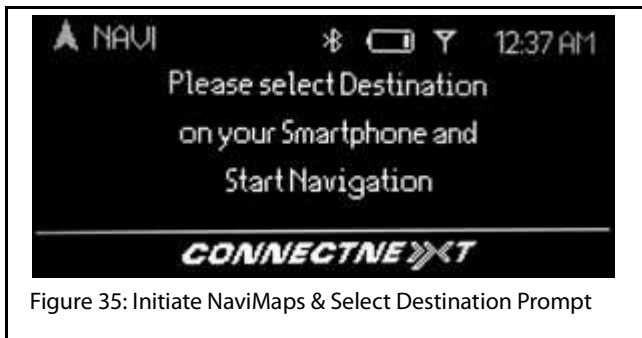 NAVI 12:37 AM
Please select Destination
on your Smartphone and
Start Navigation
CONNECTNEXT
Figure 35: Initiate NaviMaps & Select Destination Prompt